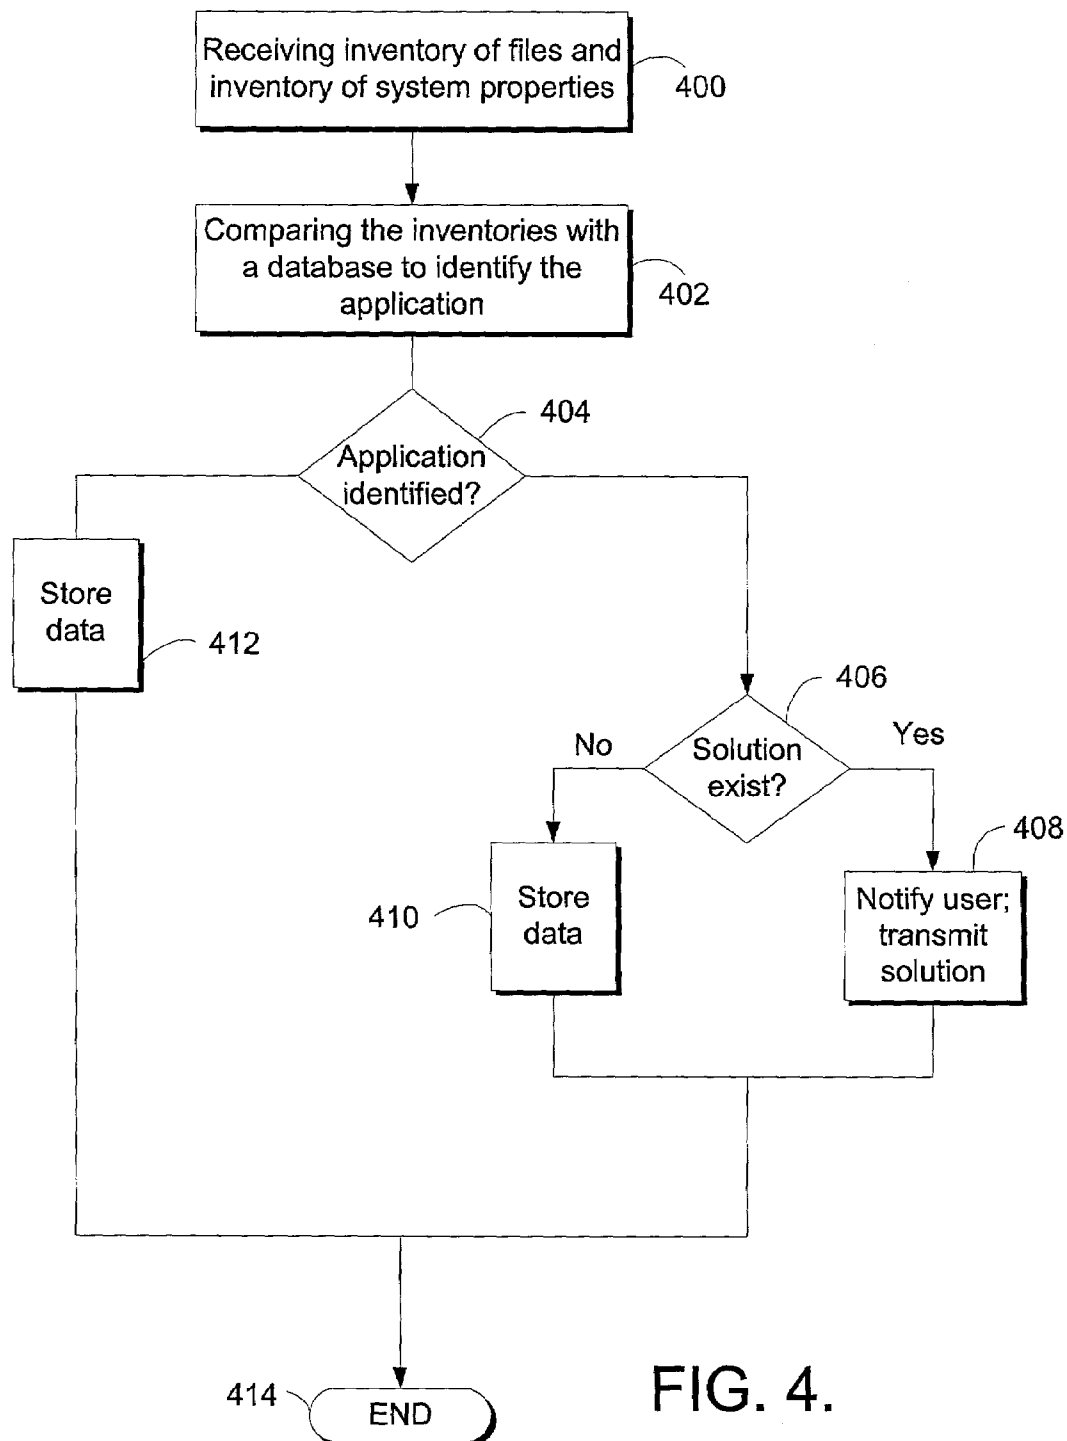 Receiving inventory of files and
inventory of system properties
400
Comparing the inventories with
a database to identify the
application
402
404
Application
identified?
Store
data
412
406
No
Solution
exist?
Yes
408
410
Store
data
Notify user;
transmit
solution
414
END
FIG. 4.